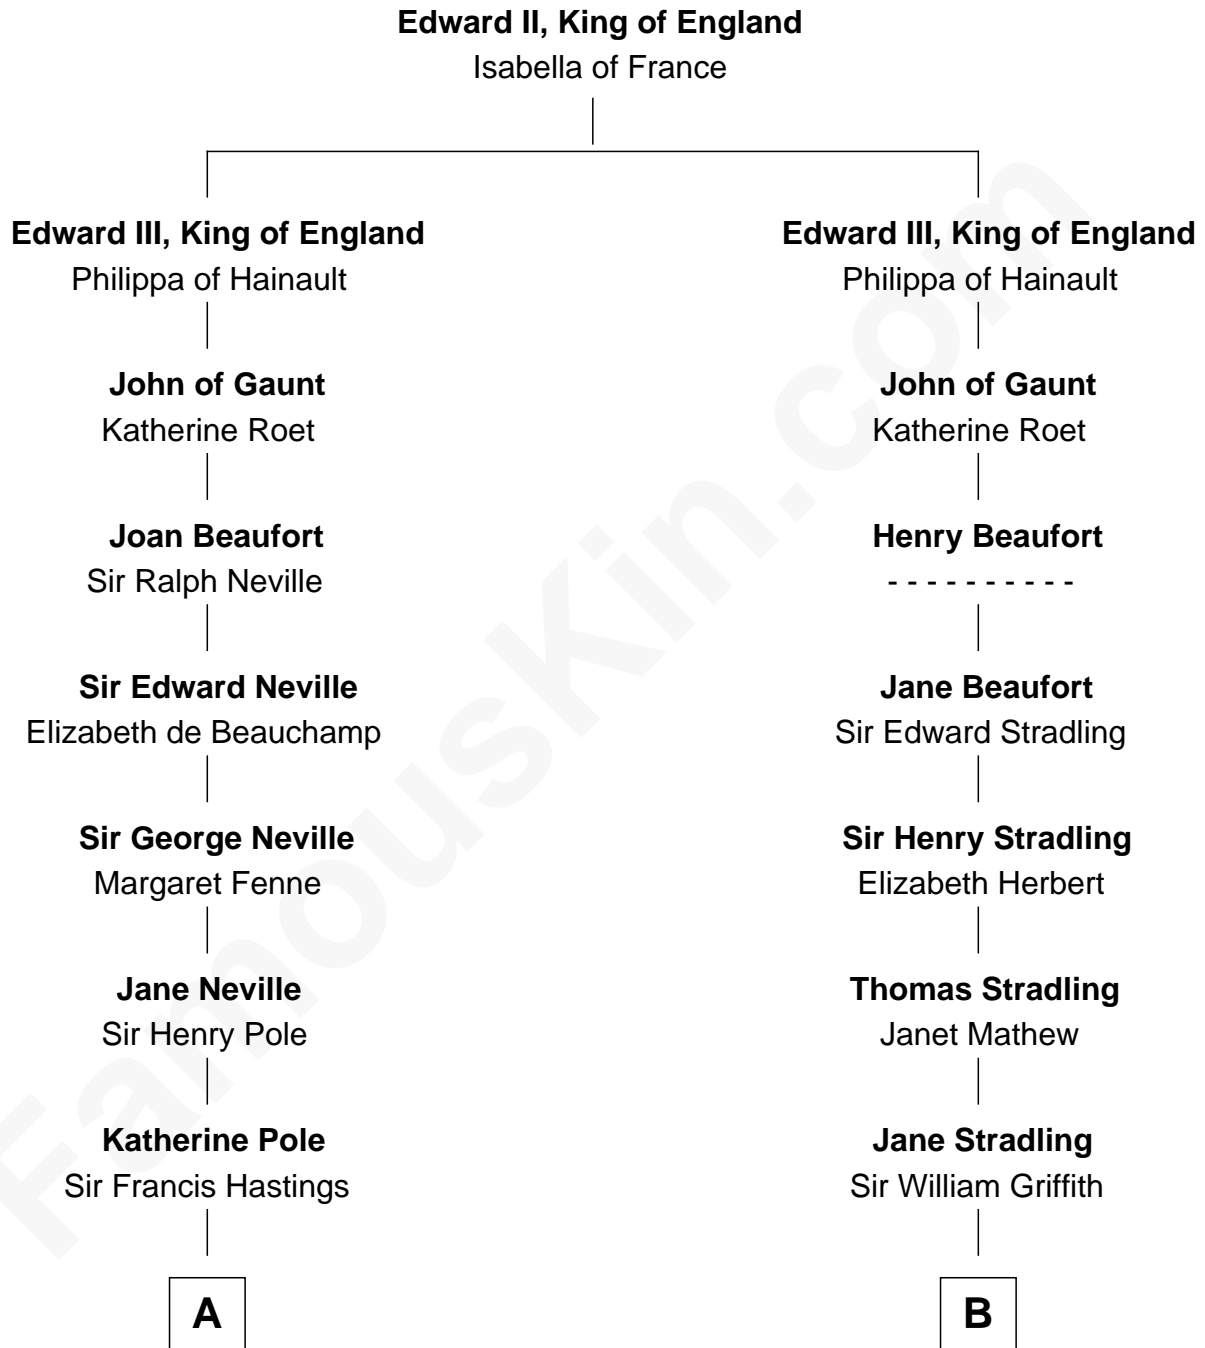 Edward II, King of England
Isabella of France
Edward III, King of England
Philippa of Hainault
John of Gaunt
Katherine Roet
Joan Beaufort
Sir Ralph Neville
Sir Edward Neville
Elizabeth de Beauchamp
Sir George Neville
Margaret Fenne
Jane Neville
Sir Henry Pole
Katherine Pole
Sir Francis Hastings
A
Edward III, King of England
Philippa of Hainault
John of Gaunt
Katherine Roet
Henry Beaufort
- - - - - - - - - -
Jane Beaufort
Sir Edward Stradling
Sir Henry Stradling
Elizabeth Herbert
Thomas Stradling
Janet Mathew
Jane Stradling
Sir William Griffith
B
FamousKin.com